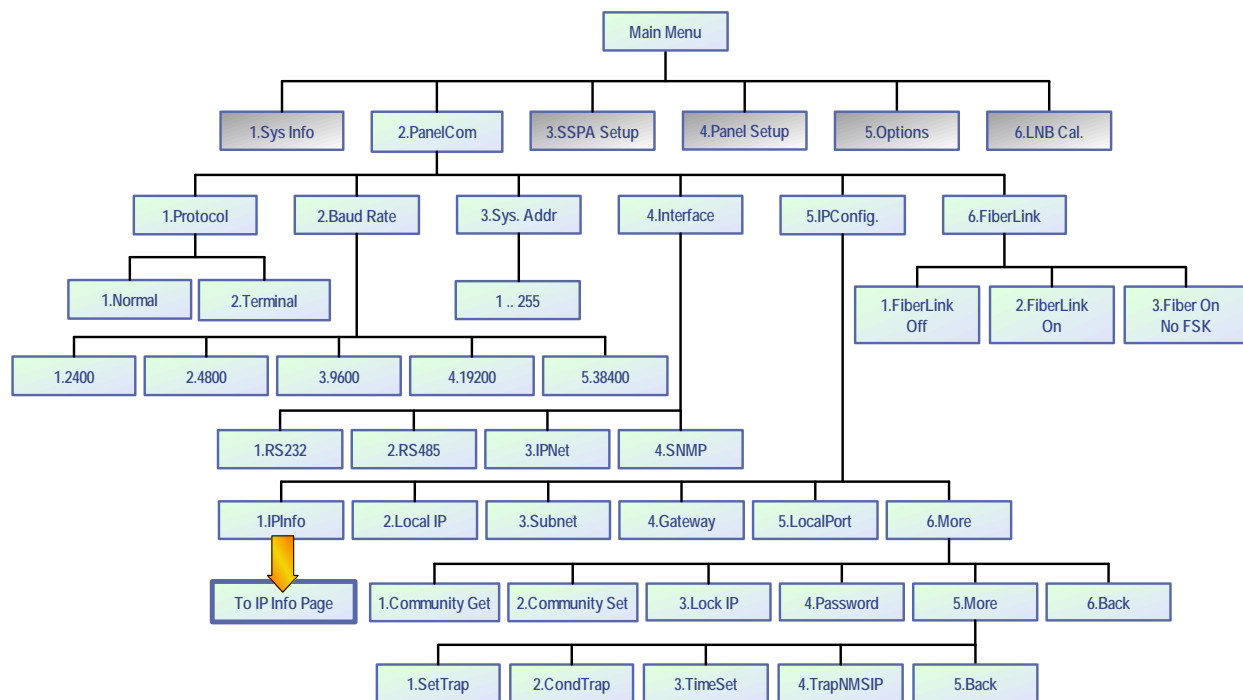 Main Menu
1.Sys Info
2.PanelCom
3.SSPA Setup
4.Panel Setup
5.Options
6.LNB Cal.
1.Protocol
2.Baud Rate
3.Sys. Addr
4.Interface
5.IPConfig.
6.FiberLink
1.Normal
2.Terminal
1 .. 255
1.FiberLink
Off
2.FiberLink
On
3.Fiber On
No FSK
1.2400
2.4800
3.9600
4.19200
5.38400
1.RS232
2.RS485
3.IPNet
4.SNMP
1.IPInfo
2.Local IP
3.Subnet
4.Gateway
5.LocalPort
6.More
To IP Info Page
1.Community Get
2.Community Set
3.Lock IP
4.Password
5.More
6.Back
1.SetTrap
2.CondTrap
3.TimeSet
4.TrapNMSIP
5.Back